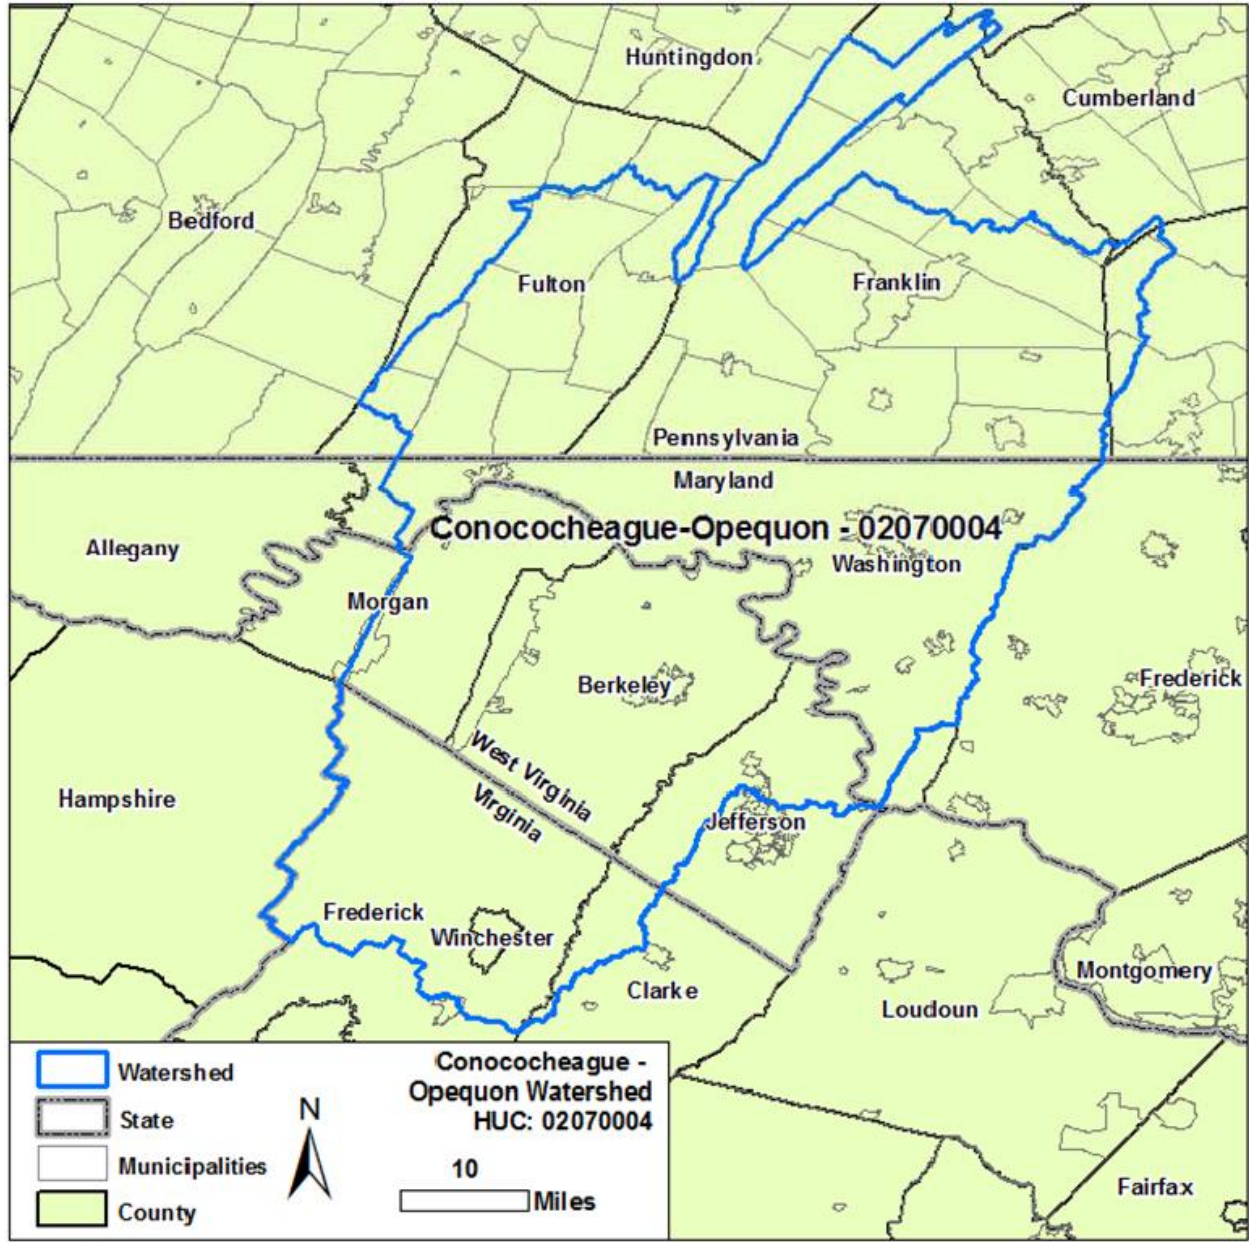 Huntingdon
Cumberland
Bedford
Fulton
Franklin
Pennsylvania
Maryland
Conococheague-Opequon - 02070004
Allegany
Washington
Morgan
Berkeley
Frederick
West Virginia
Virginia
Hampshire
Jefferson
Frederick
Winchester
Clarke
Montgomery
Loudoun
Fairfax
Watershed
State
Municipalities
County
N
Conococheague -
Opequon Watershed
HUC: 02070004
10
Miles